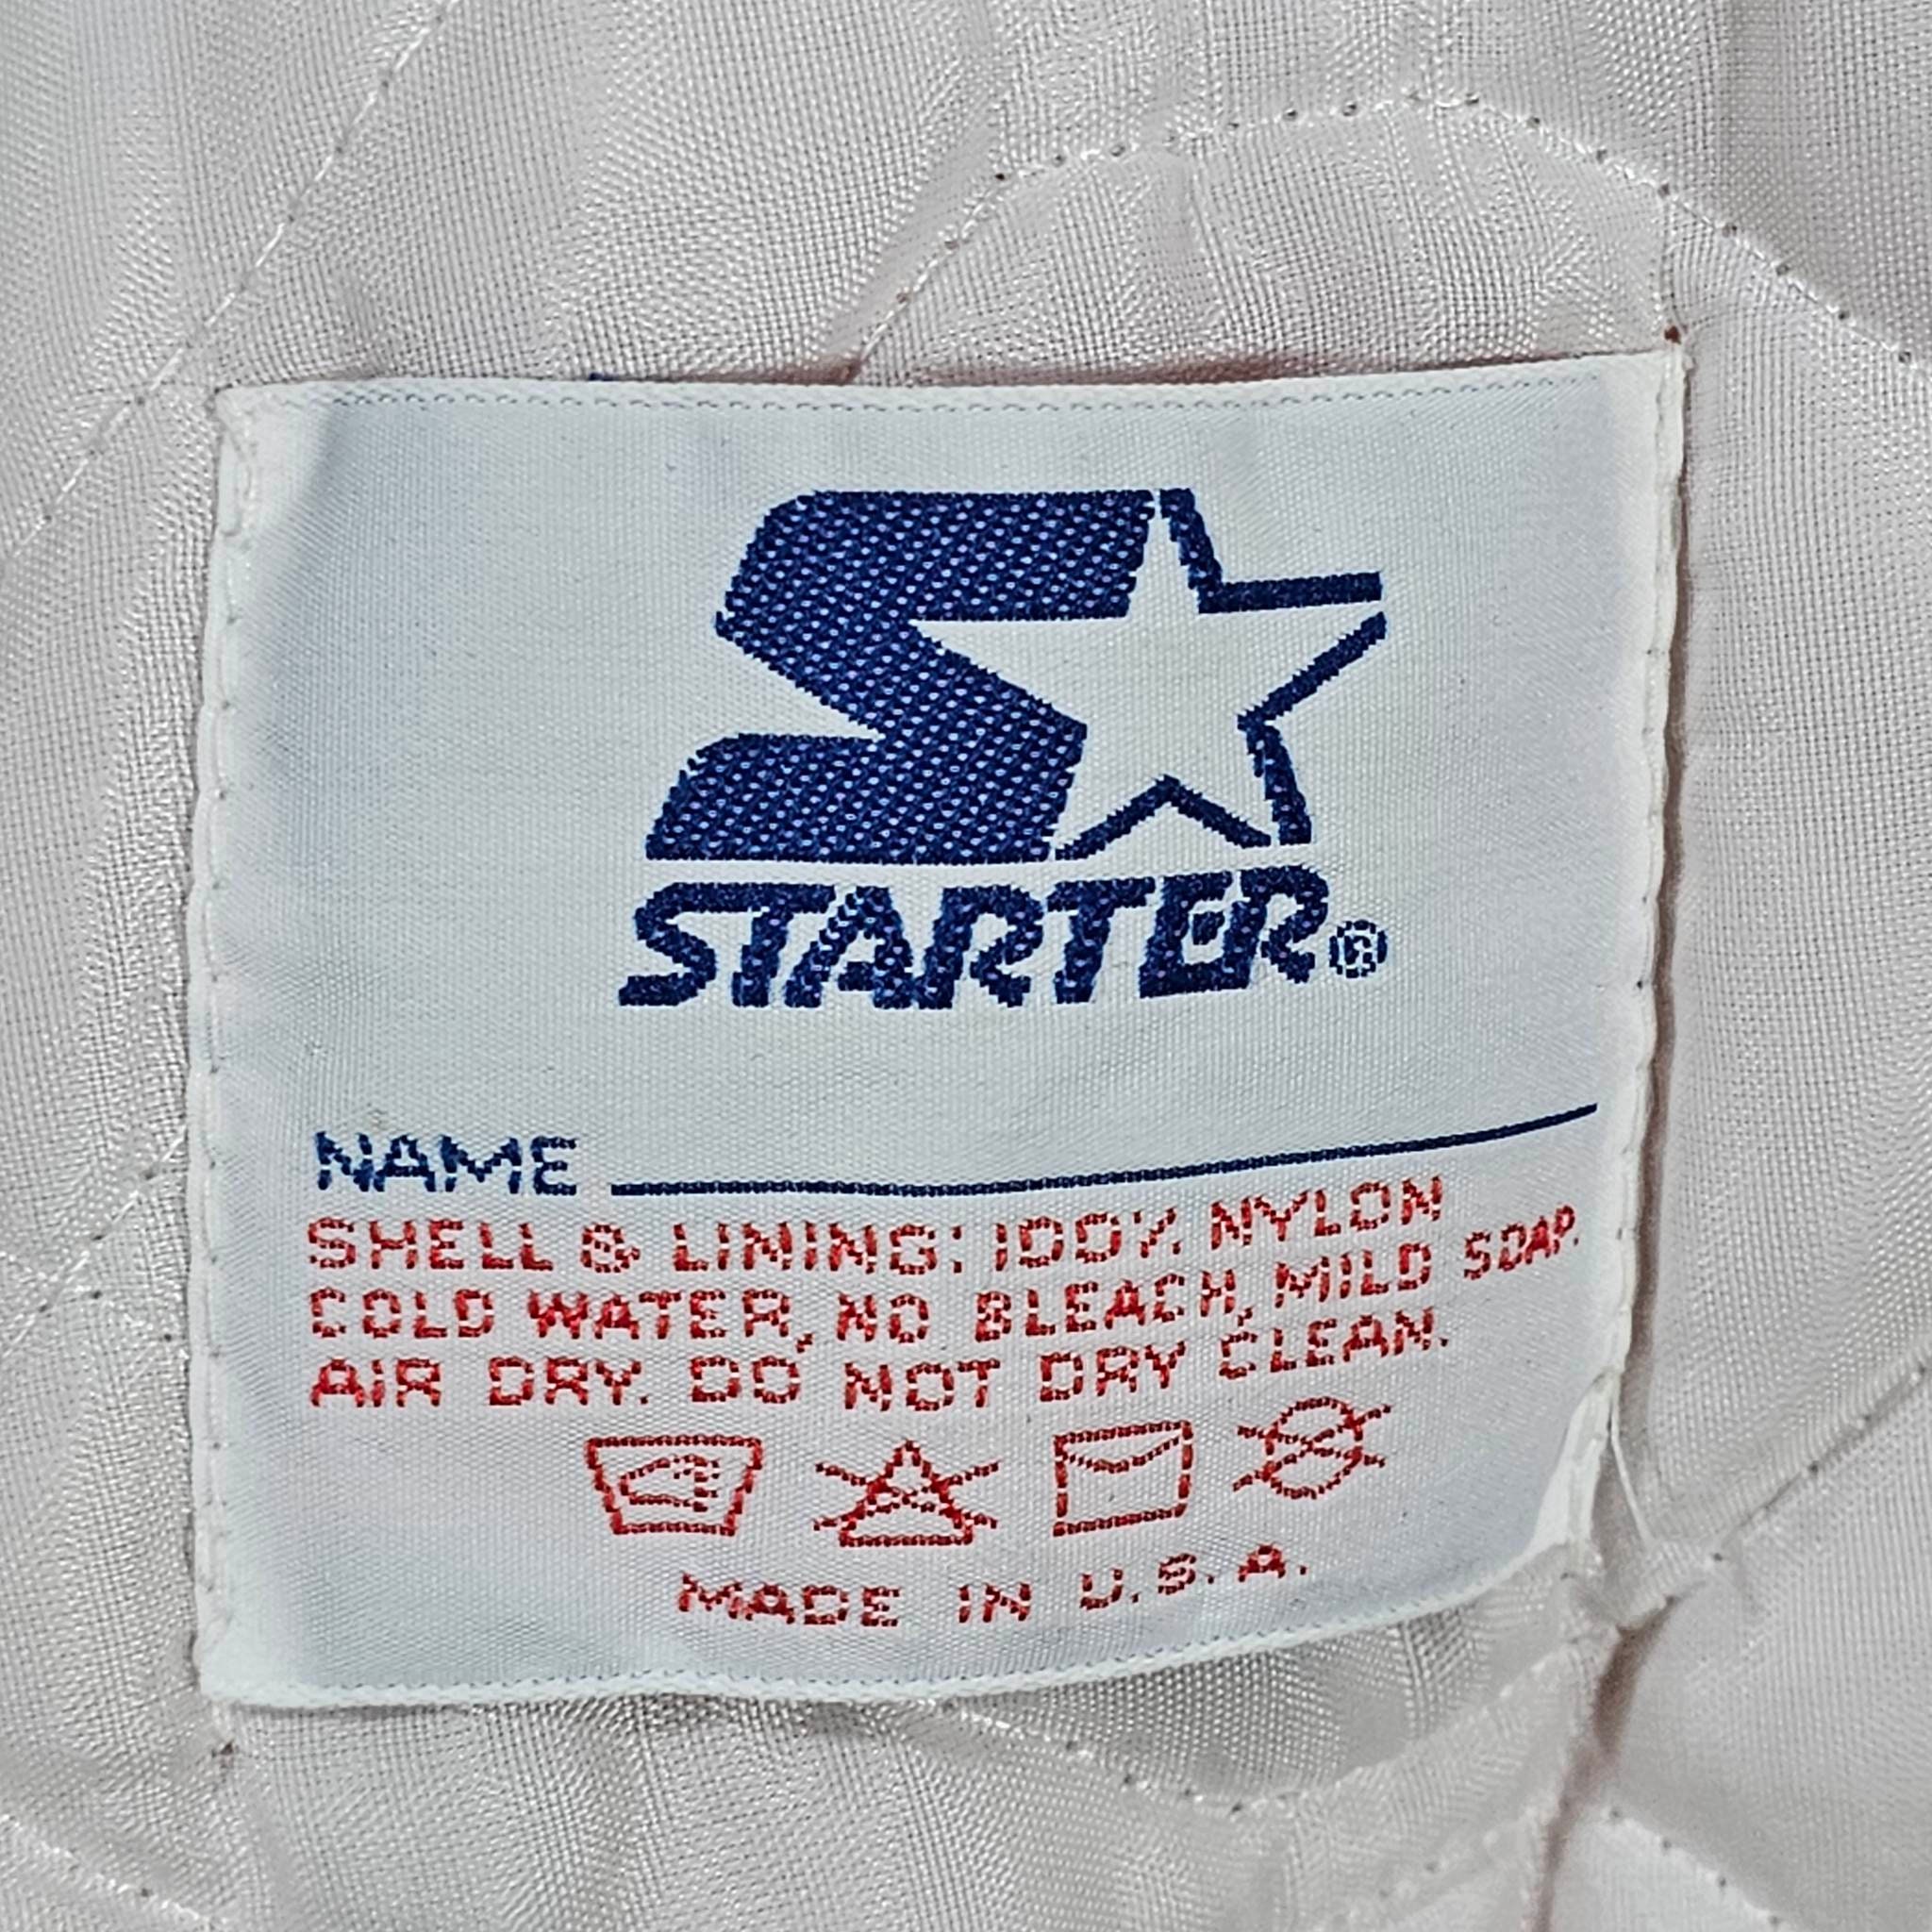 STARTER®
NAME
SHELL & LINING: 100% NYLON
COLD WATER, NO BLEACH, MILD SOAP.
AIR DRY. DO NOT DRY CLEAN.
MADE IN U.S.A.